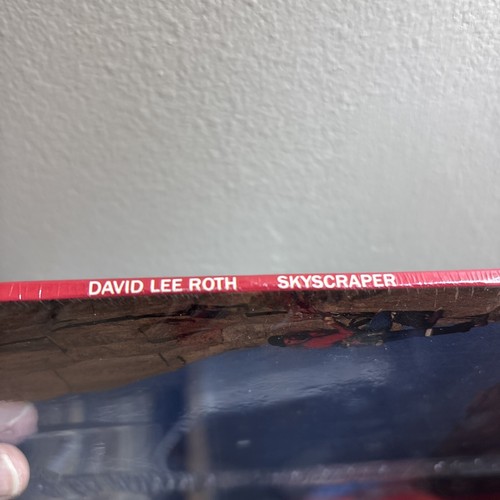 DAVID LEE ROTH SKYSCRAPER